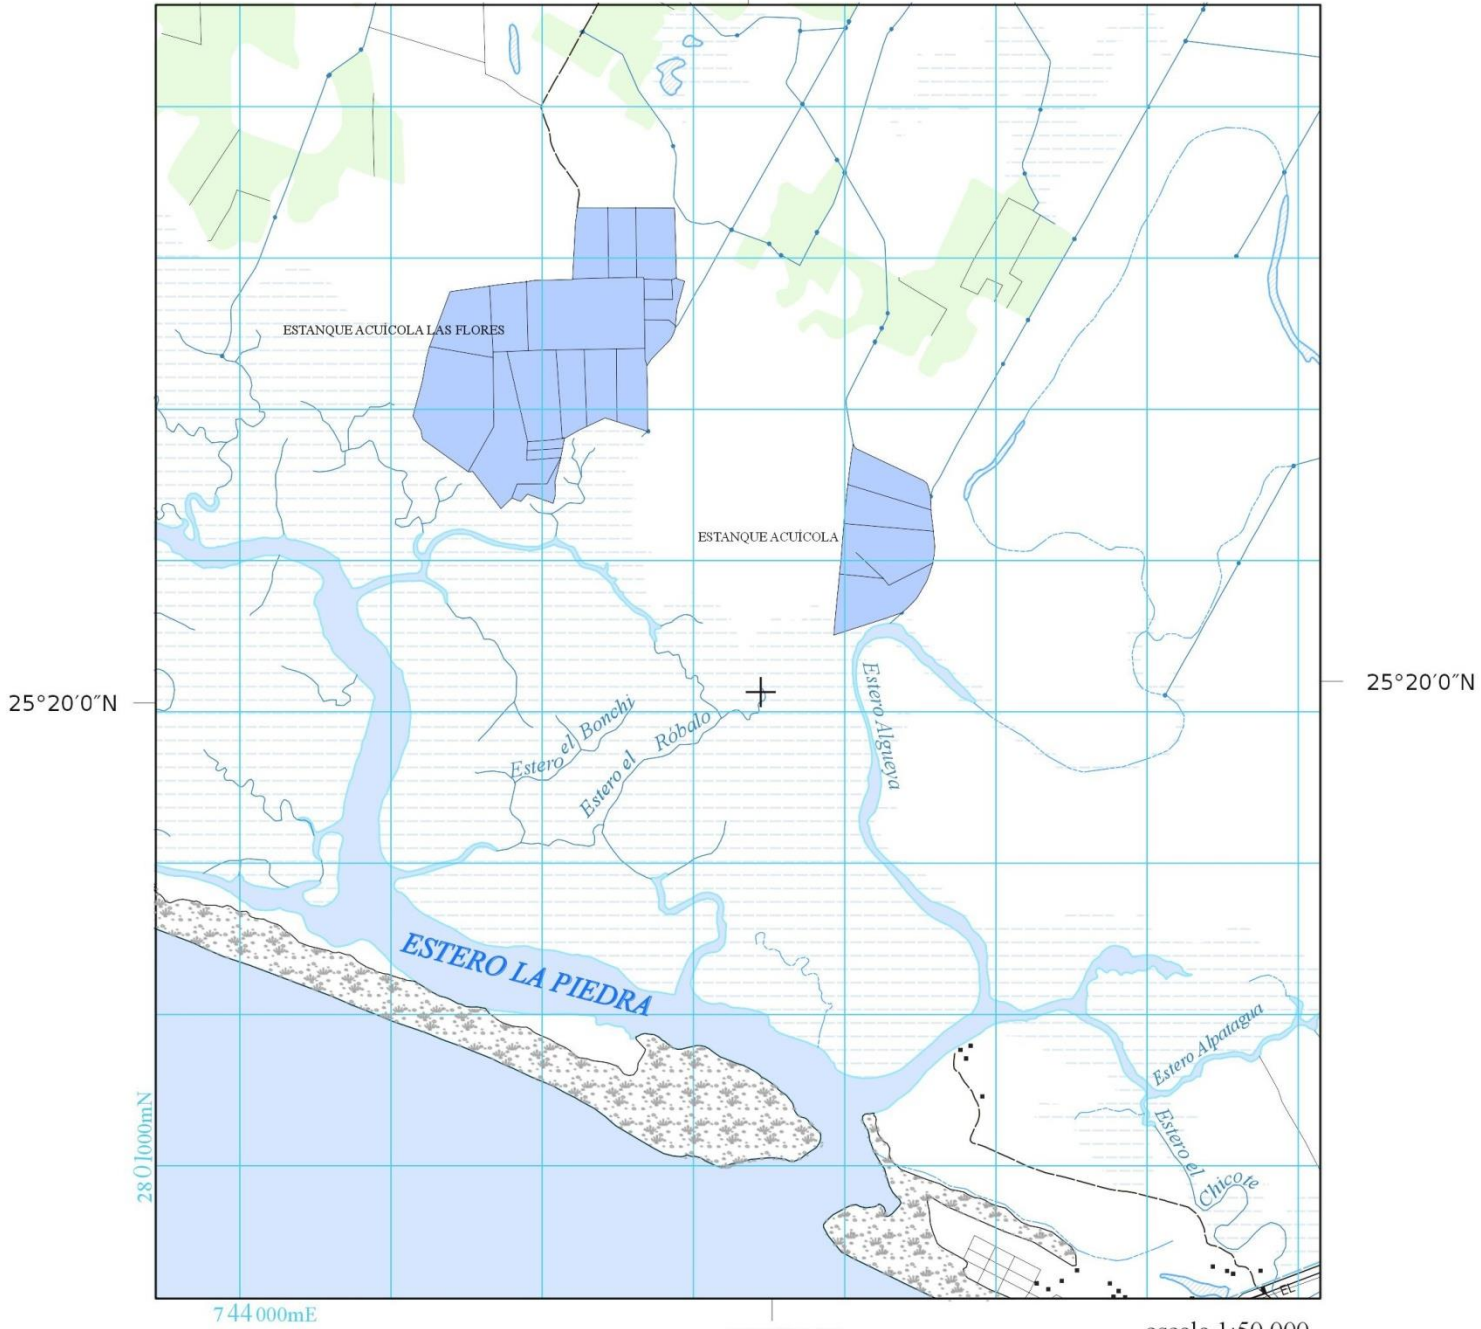 ESTANQUE ACUÍCOLA LAS FLORES
ESTANQUE ACUÍCOLA
Estero Algueya
25°20′0″N
25°20′0″N
Estero el Bonchi
Estero el Róbalo
ESTERO LA PIEDRA
Estero Alpatagua
Estero el Chicote
2801000mN
EL
744000mE